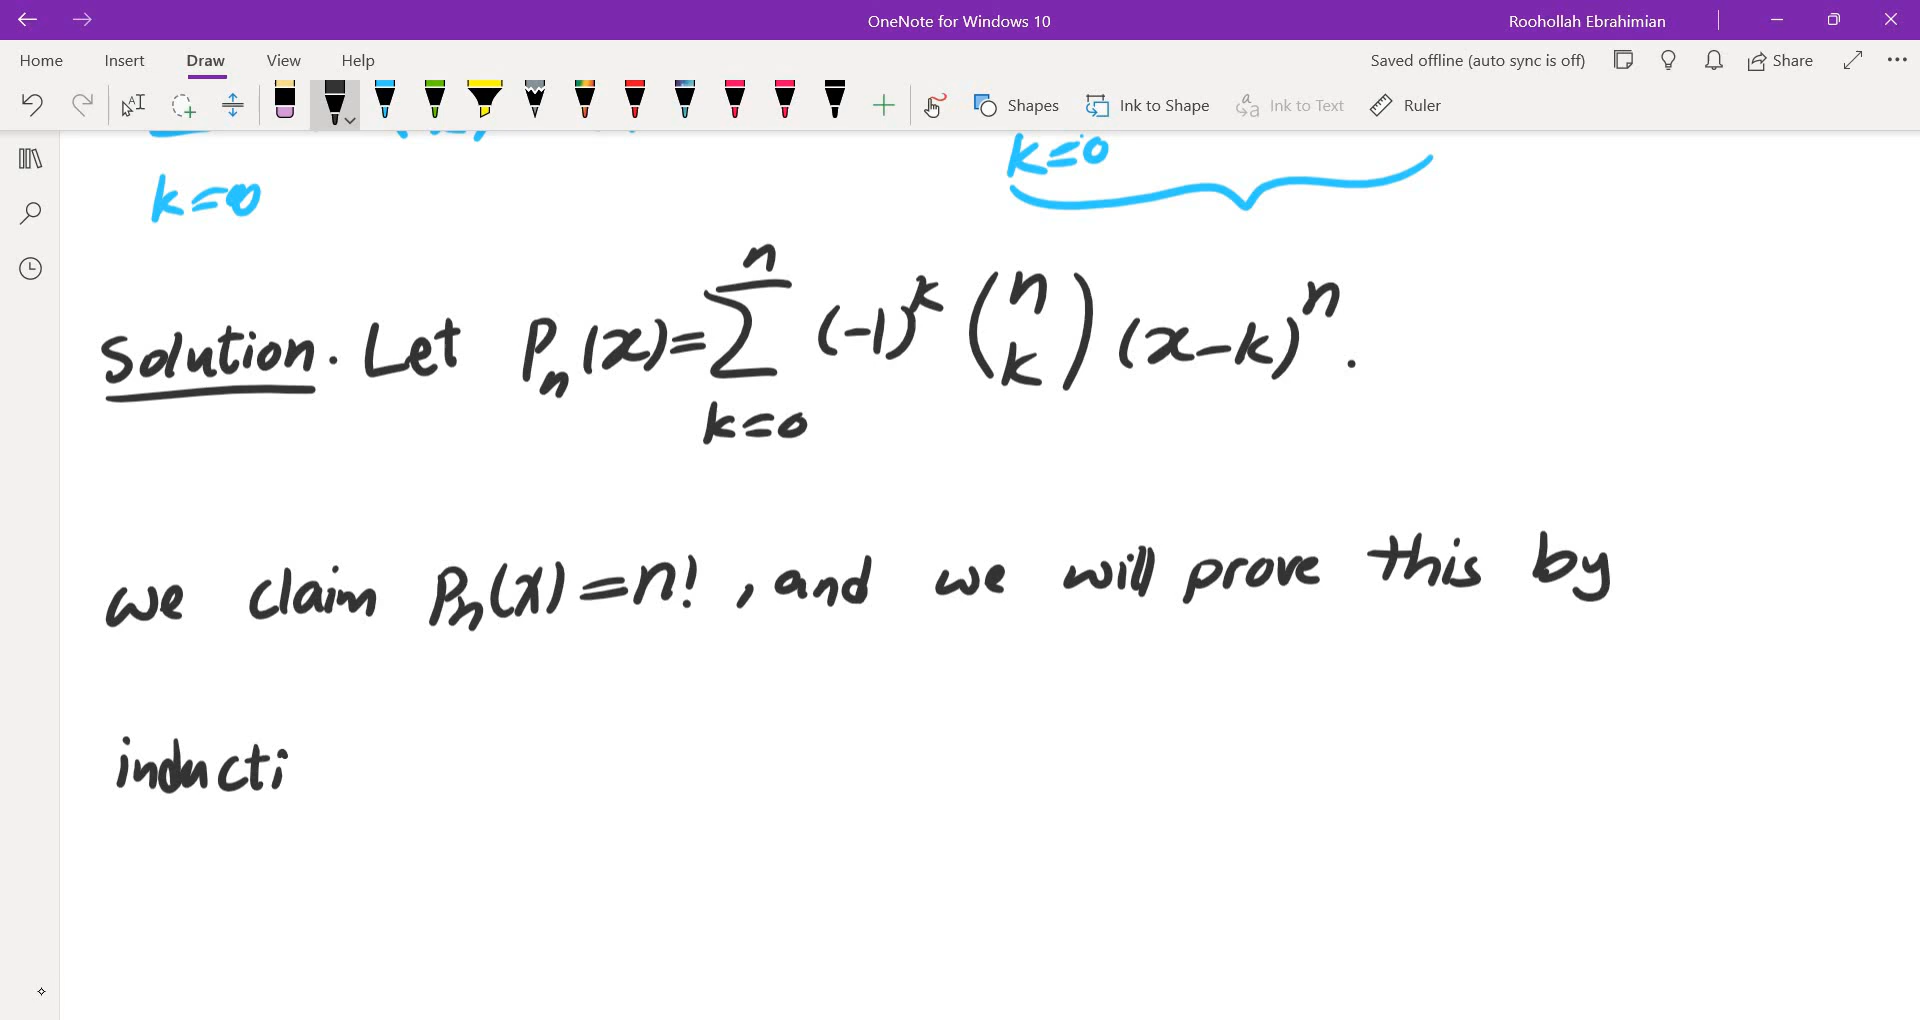 OneNote for Windows 10
Roohollah Ebrahimian
Home Insert Draw View Help
Saved offline (auto sync is off) Share
Shapes Ink to Shape Ink to Text Ruler
k=0 k=0
Solution. Let Pₙ(x)=∑ₖ₌₀ⁿ (-1)ᵏ (n k) (x-k)ⁿ.
we claim Pₙ(x)=n!, and we will prove this by
inducti